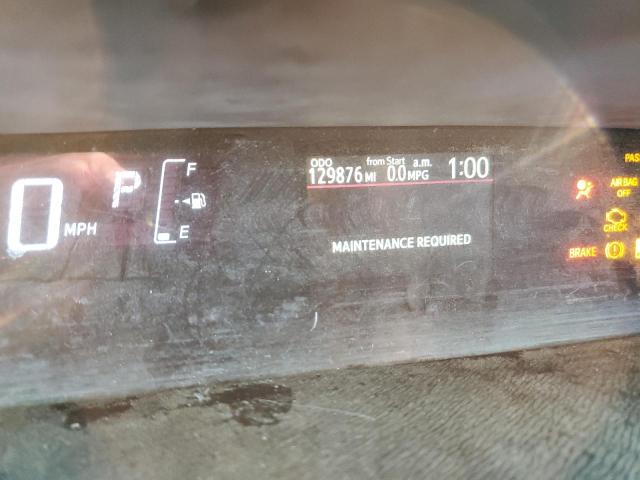 0 MPH
P
F
E
ODO from Start a.m.
129876 MI 0.0 MPG 1:00
MAINTENANCE REQUIRED
PAS
AIR BAG
OFF
CHECK
BRAKE